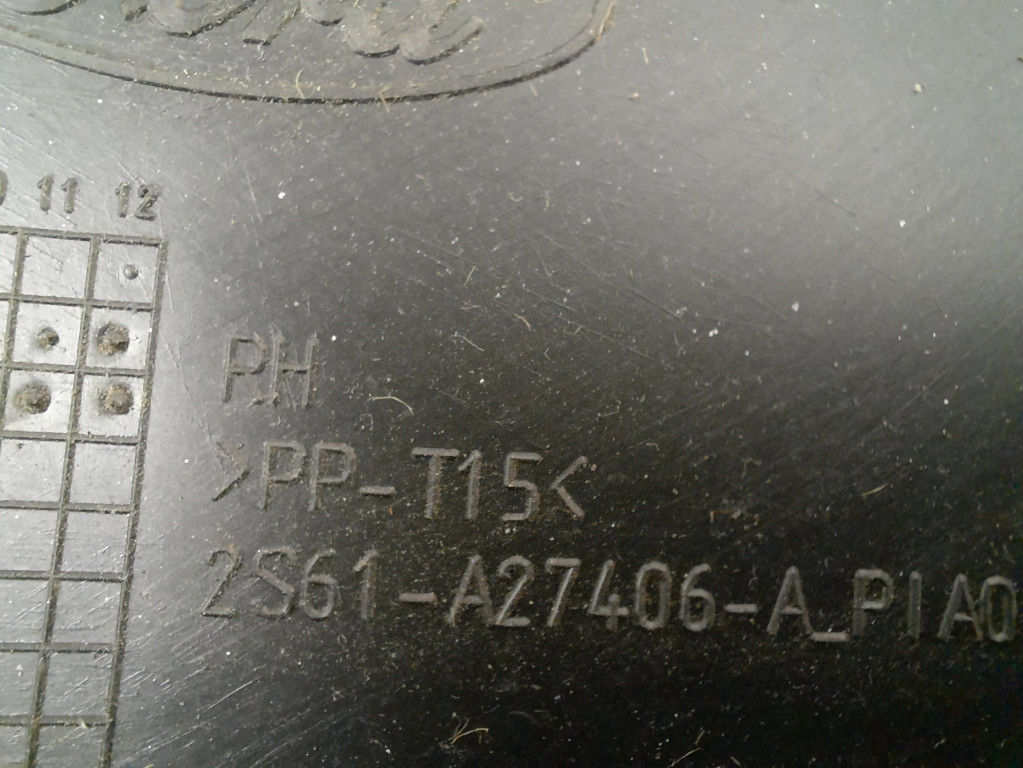 11 12
RH
>PP-T15<
2S61-A27406-A_PIA0